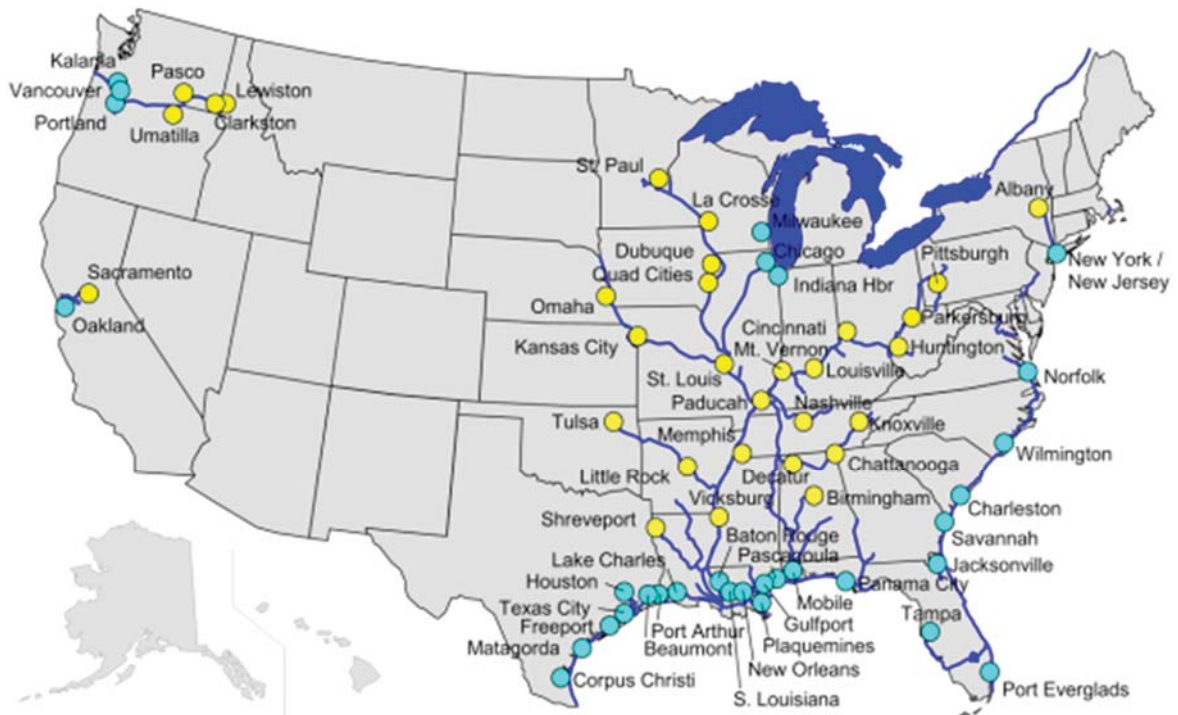 Kalama
Vancouver
Portland
Pasco
Umatilla
Lewiston
Clarkston
Sacramento
Oakland
St. Paul
La Crosse
Milwaukee
Dubuque
Chicago
Quad Cities
Indiana Hbr
Omaha
Kansas City
St. Louis
Cincinnati
Mt. Vernon
Louisville
Paducah
Nashville
Albany
Pittsburgh
New York /
New Jersey
Parkersburg
Huntington
Norfolk
Tulsa
Memphis
Knoxville
Little Rock
Decatur
Chattanooga
Wilmington
Vicksburg
Birmingham
Charleston
Shreveport
Savannah
Baton Rouge
Pascagoula
Lake Charles
Houston
Jacksonville
Panama City
Texas City
Freeport
Mobile
Gulfport
Tampa
Port Arthur
Beaumont
Plaquemines
Matagorda
New Orleans
Corpus Christi
S. Louisiana
Port Everglads